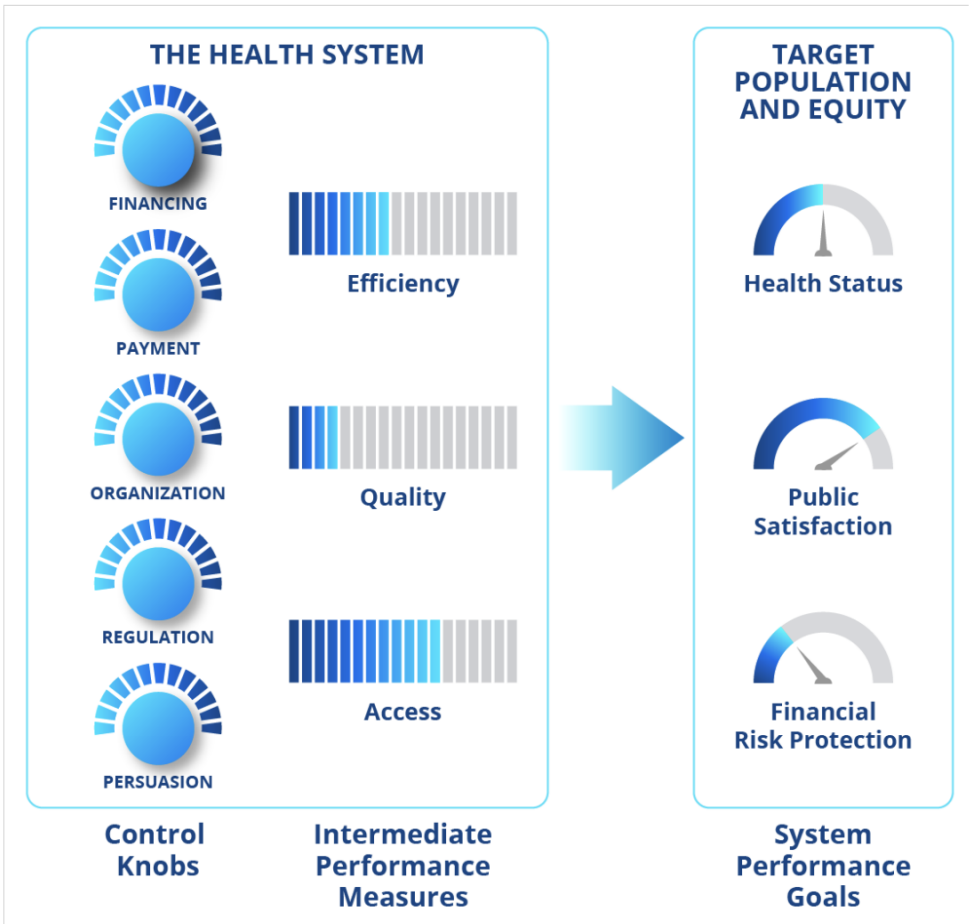 THE HEALTH SYSTEM
FINANCING
PAYMENT
ORGANIZATION
REGULATION
PERSUASION
Efficiency
Quality
Access
TARGET
POPULATION
AND EQUITY
Health Status
Public
Satisfaction
Financial
Risk Protection
Control
Knobs
Intermediate
Performance
Measures
System
Performance
Goals